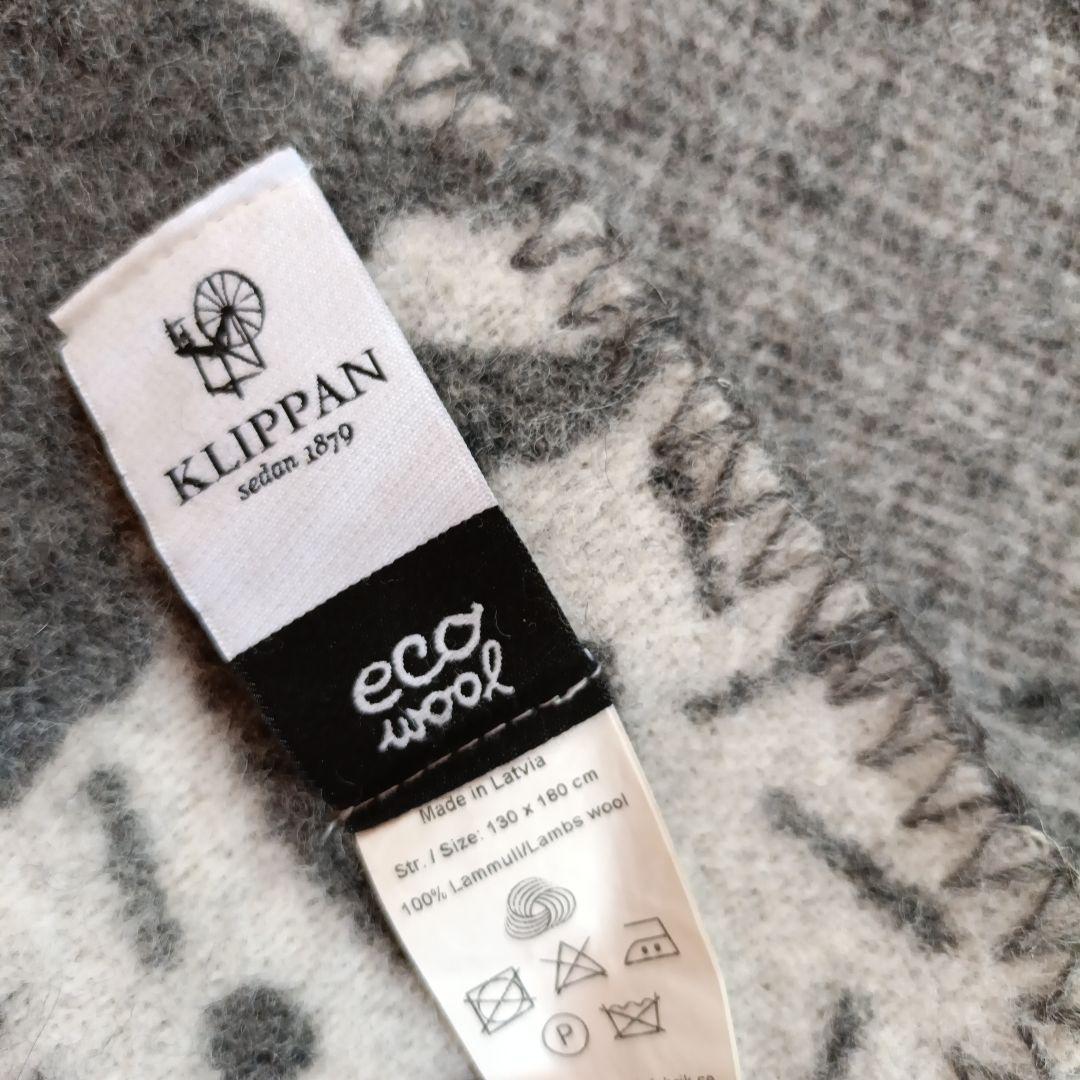 KLIPPAN
sedan 1879
eco
wool
Made in Latvia
Str. / Size: 130 x 180 cm
100% Lammull/Lambs wool
P